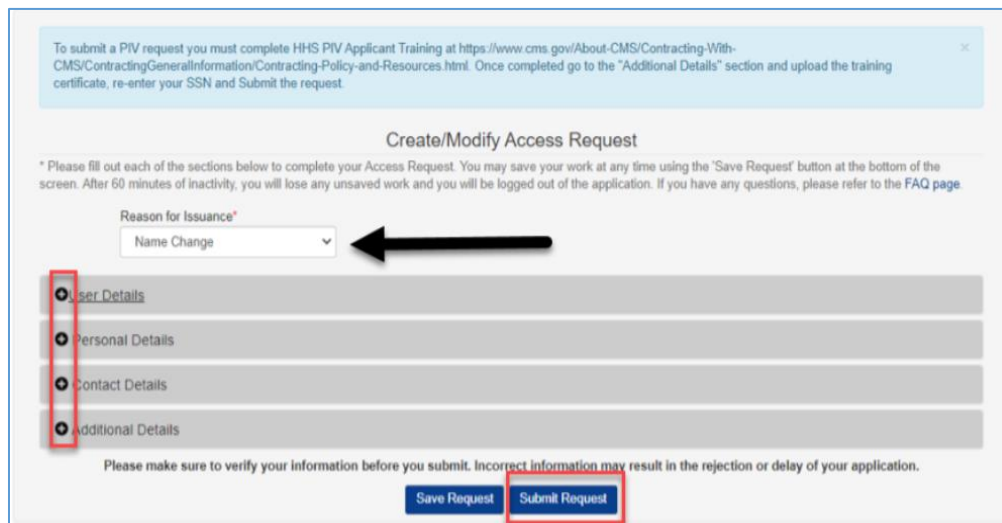 To submit a PIV request you must complete HHS PIV Applicant Training at https://www.cms.gov/About-CMS/Contracting-With-
CMS/ContractingGeneralInformation/Contracting-Policy-and-Resources.html. Once completed go to the "Additional Details" section and upload the training
certificate, re-enter your SSN and Submit the request.
×
Create/Modify Access Request
* Please fill out each of the sections below to complete your Access Request. You may save your work at any time using the 'Save Request' button at the bottom of the
screen. After 60 minutes of inactivity, you will lose any unsaved work and you will be logged out of the application. If you have any questions, please refer to the FAQ page.
Reason for Issuance*
Name Change
User Details
Personal Details
Contact Details
Additional Details
Please make sure to verify your information before you submit. Incorrect information may result in the rejection or delay of your application.
Save Request
Submit Request